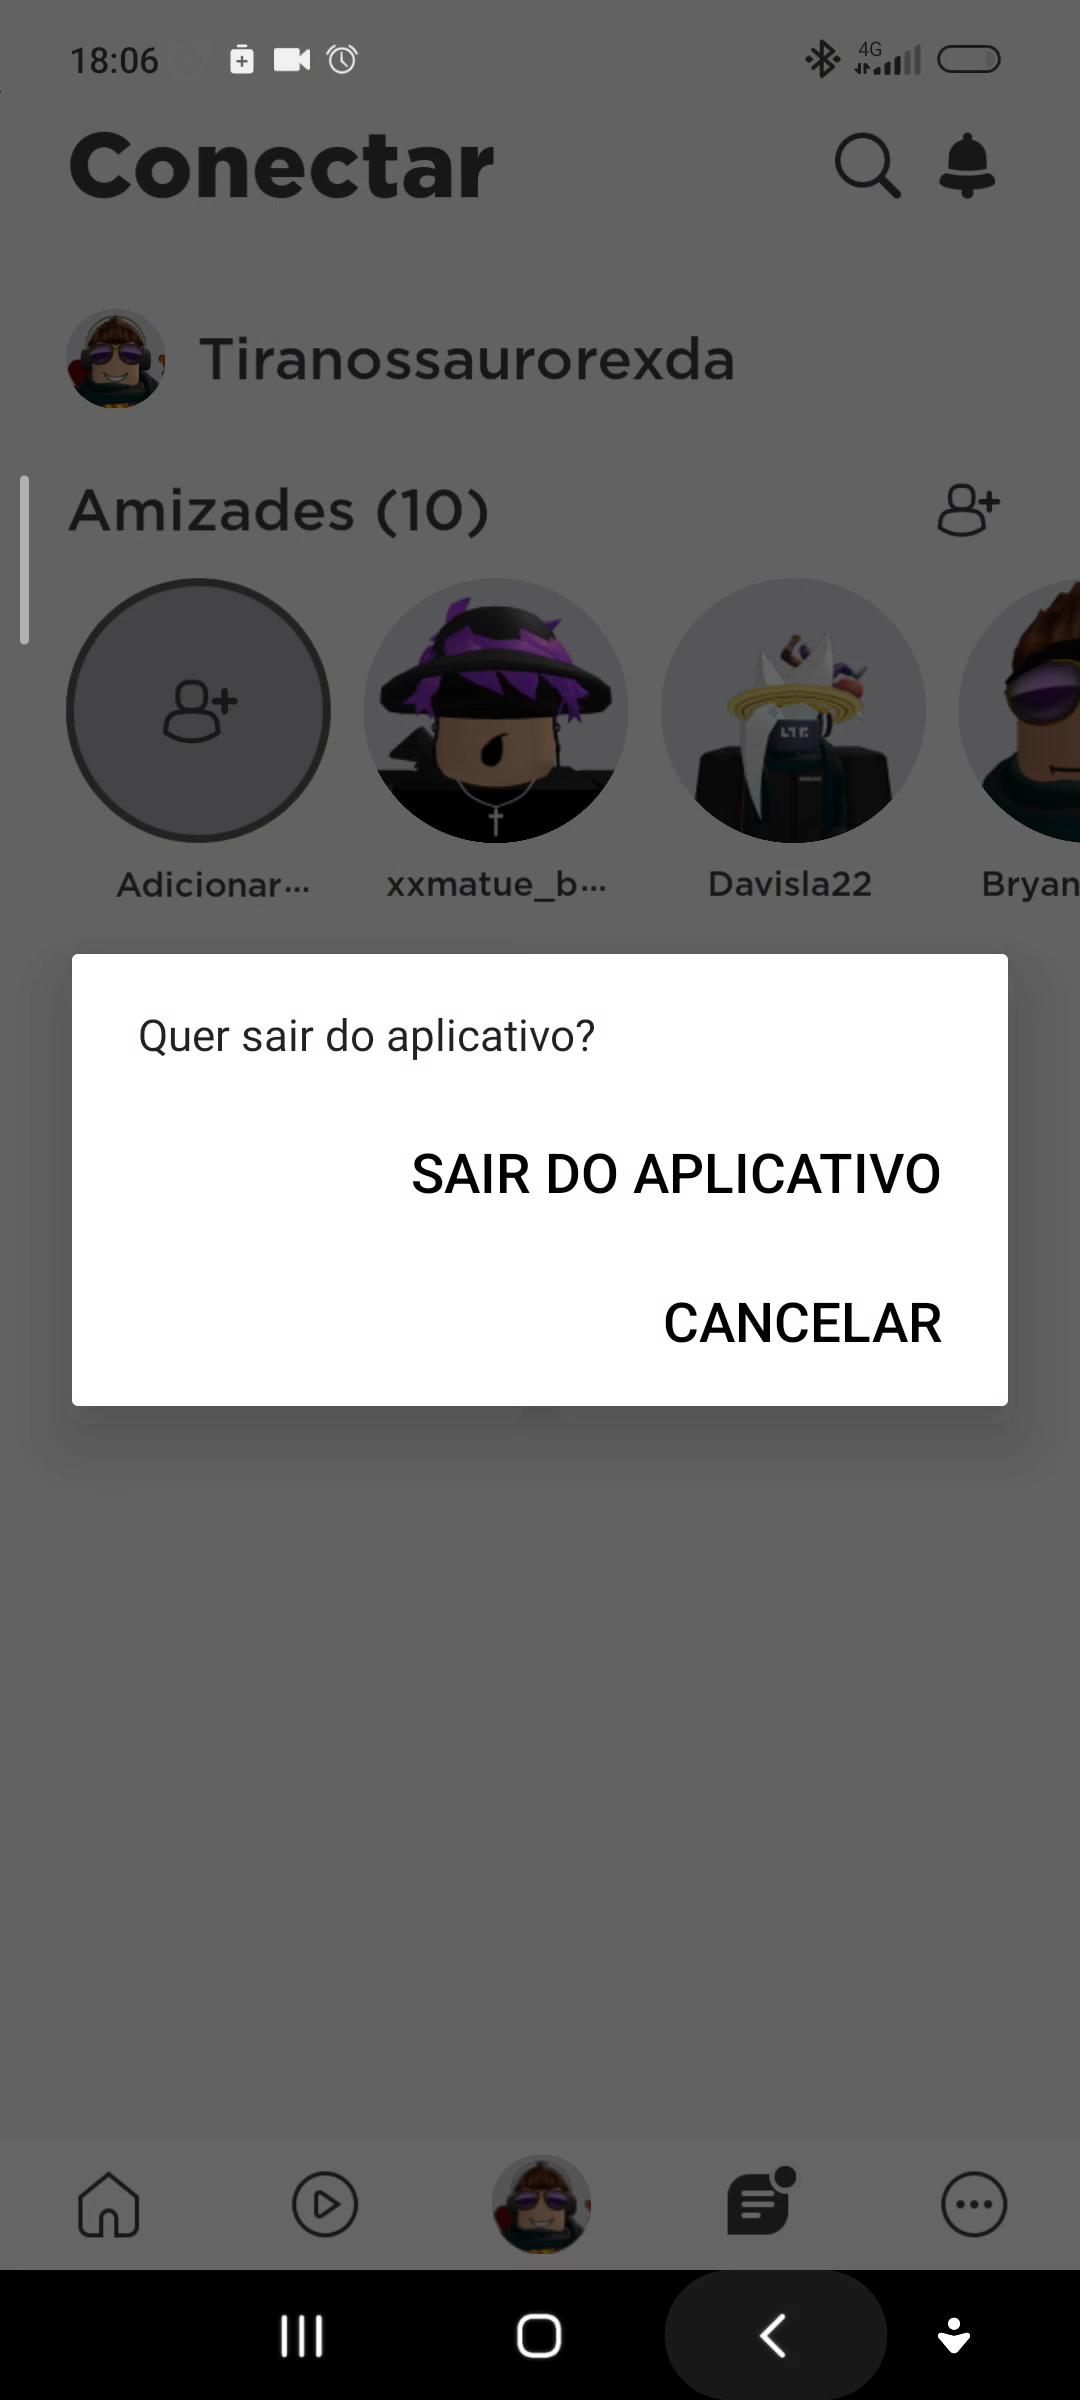 18:06
4G
Conectar
Tiranossaurorexda
Amizades (10)
Adicionar...
xxmatue_b...
Davisla22
Bryan
Quer sair do aplicativo?
SAIR DO APLICATIVO
CANCELAR